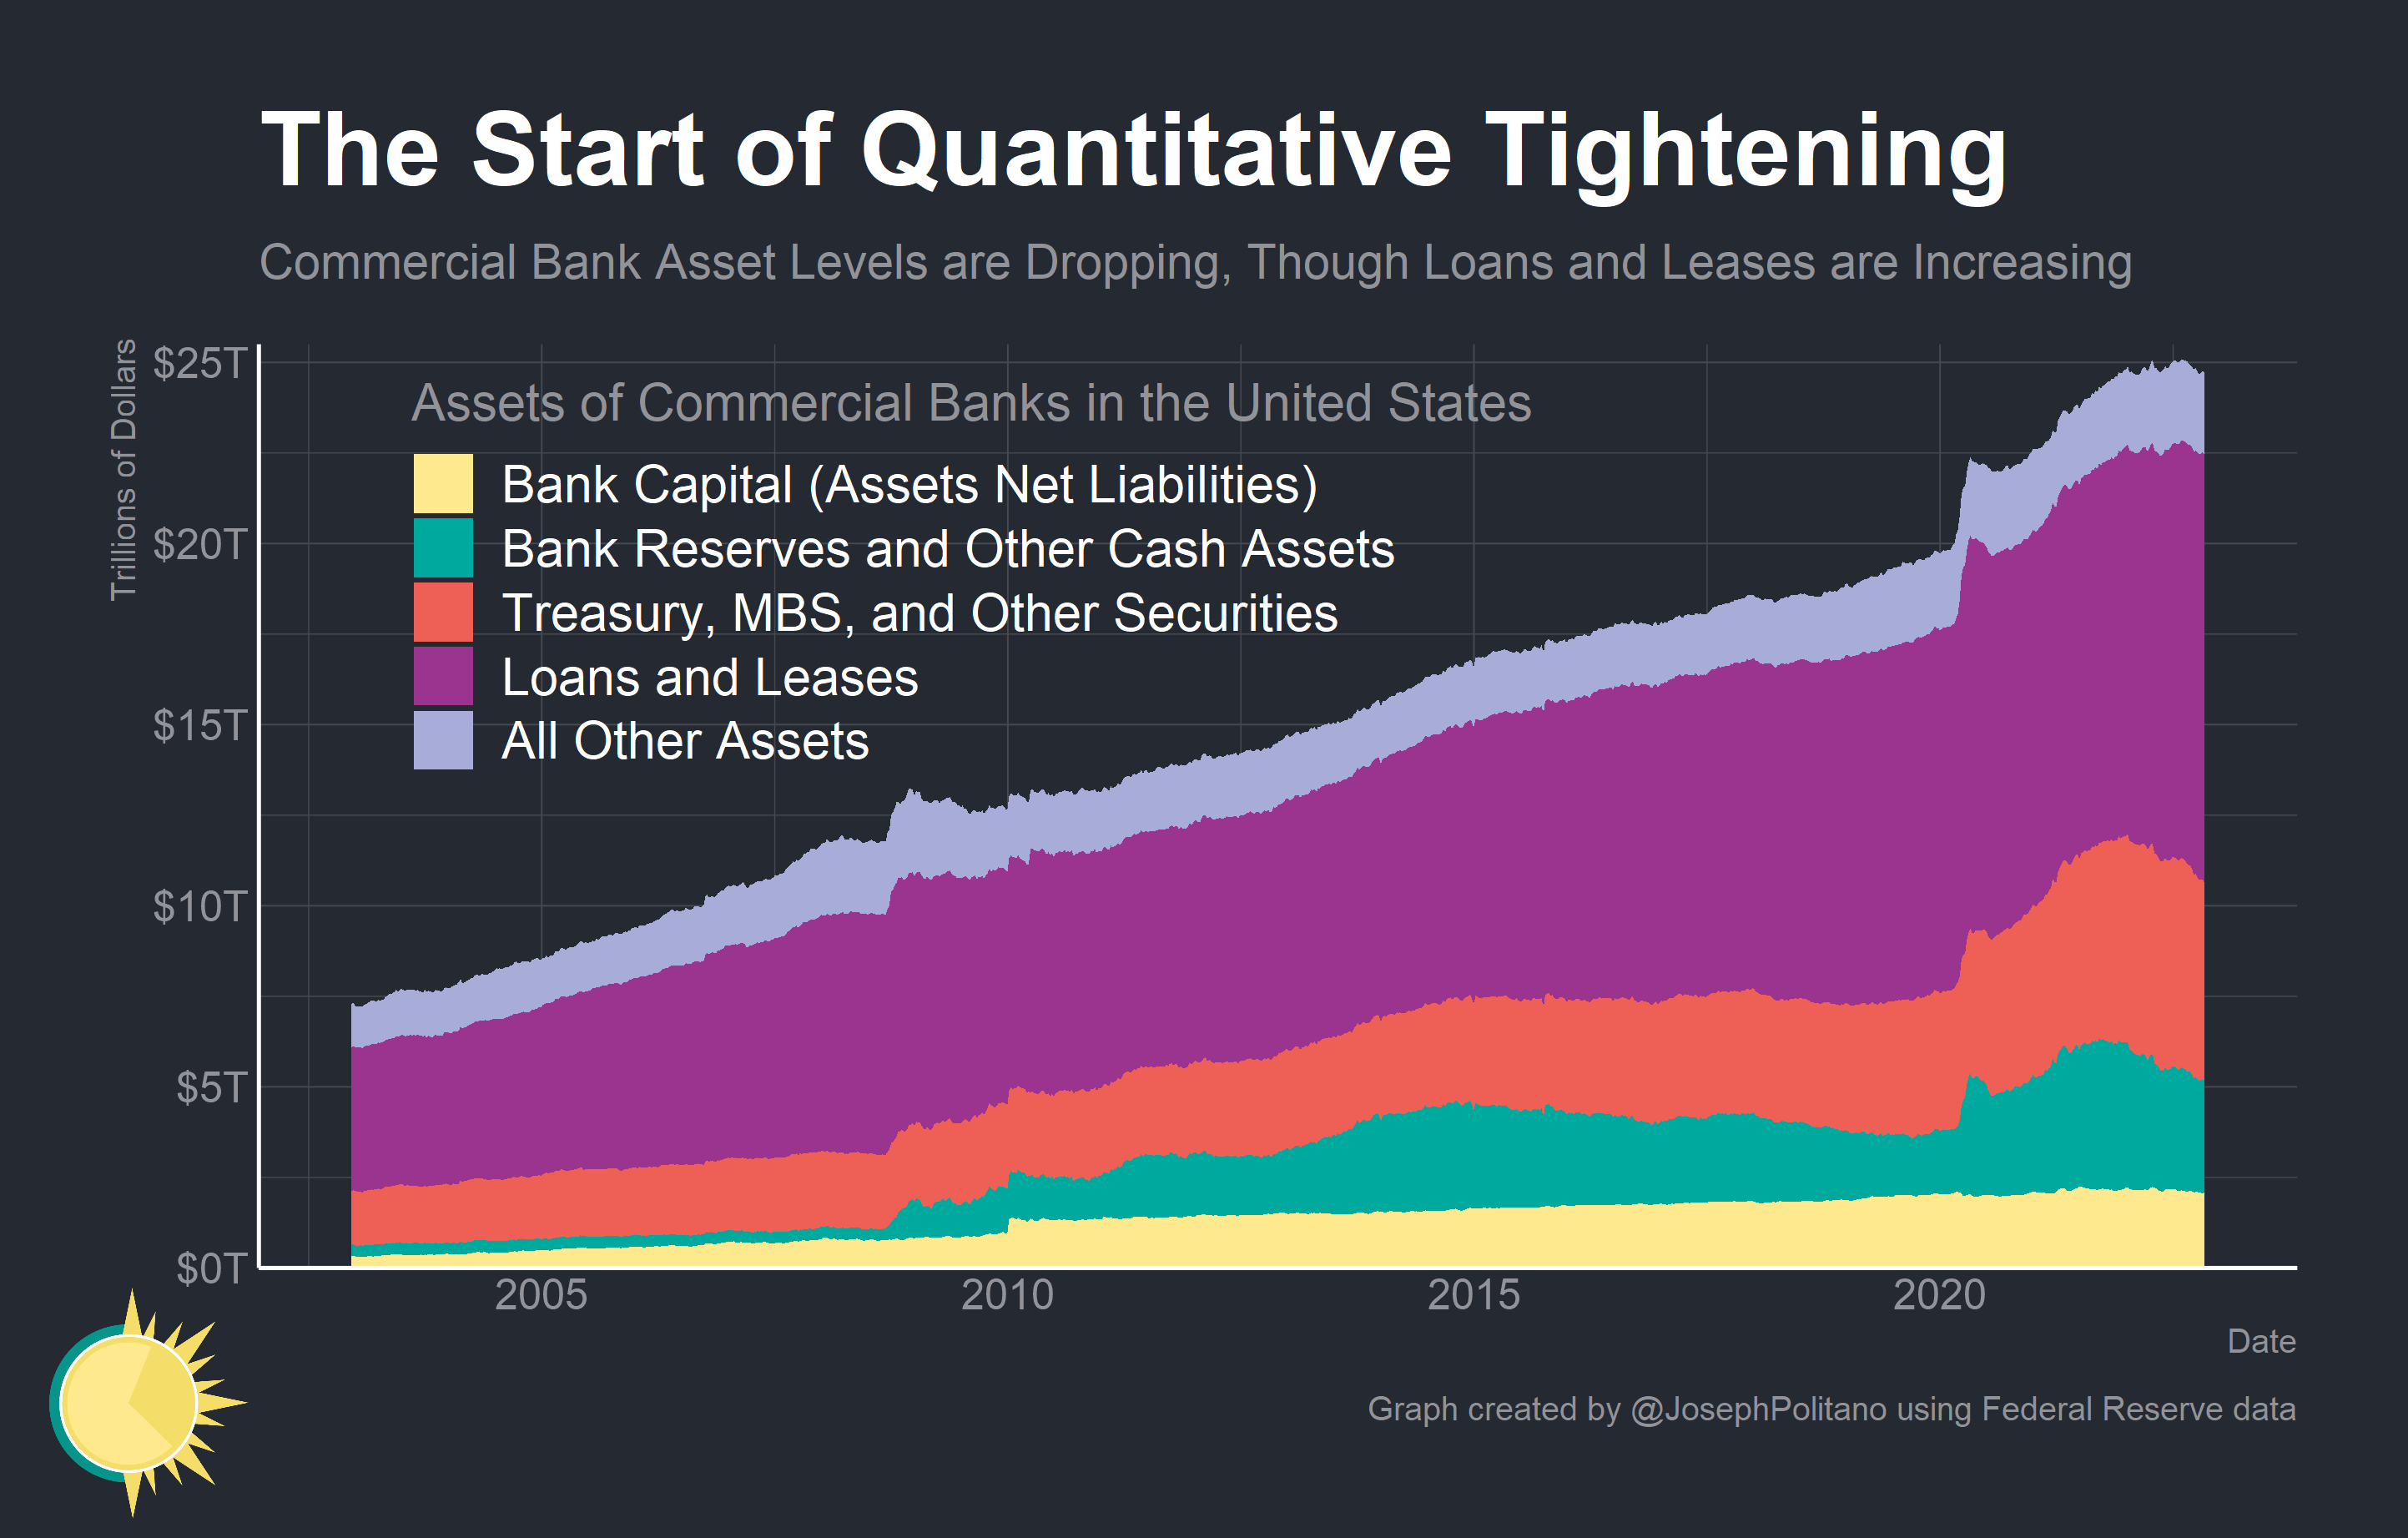 The Start of Quantitative Tightening
Commercial Bank Asset Levels are Dropping, Though Loans and Leases are Increasing
Trillions of Dollars
$25T
$20T
$15T
$10T
$5T
$0T
Assets of Commercial Banks in the United States
Bank Capital (Assets Net Liabilities)
Bank Reserves and Other Cash Assets
Treasury, MBS, and Other Securities
Loans and Leases
All Other Assets
2005 2010 2015 2020
Date
Graph created by @JosephPolitano using Federal Reserve data